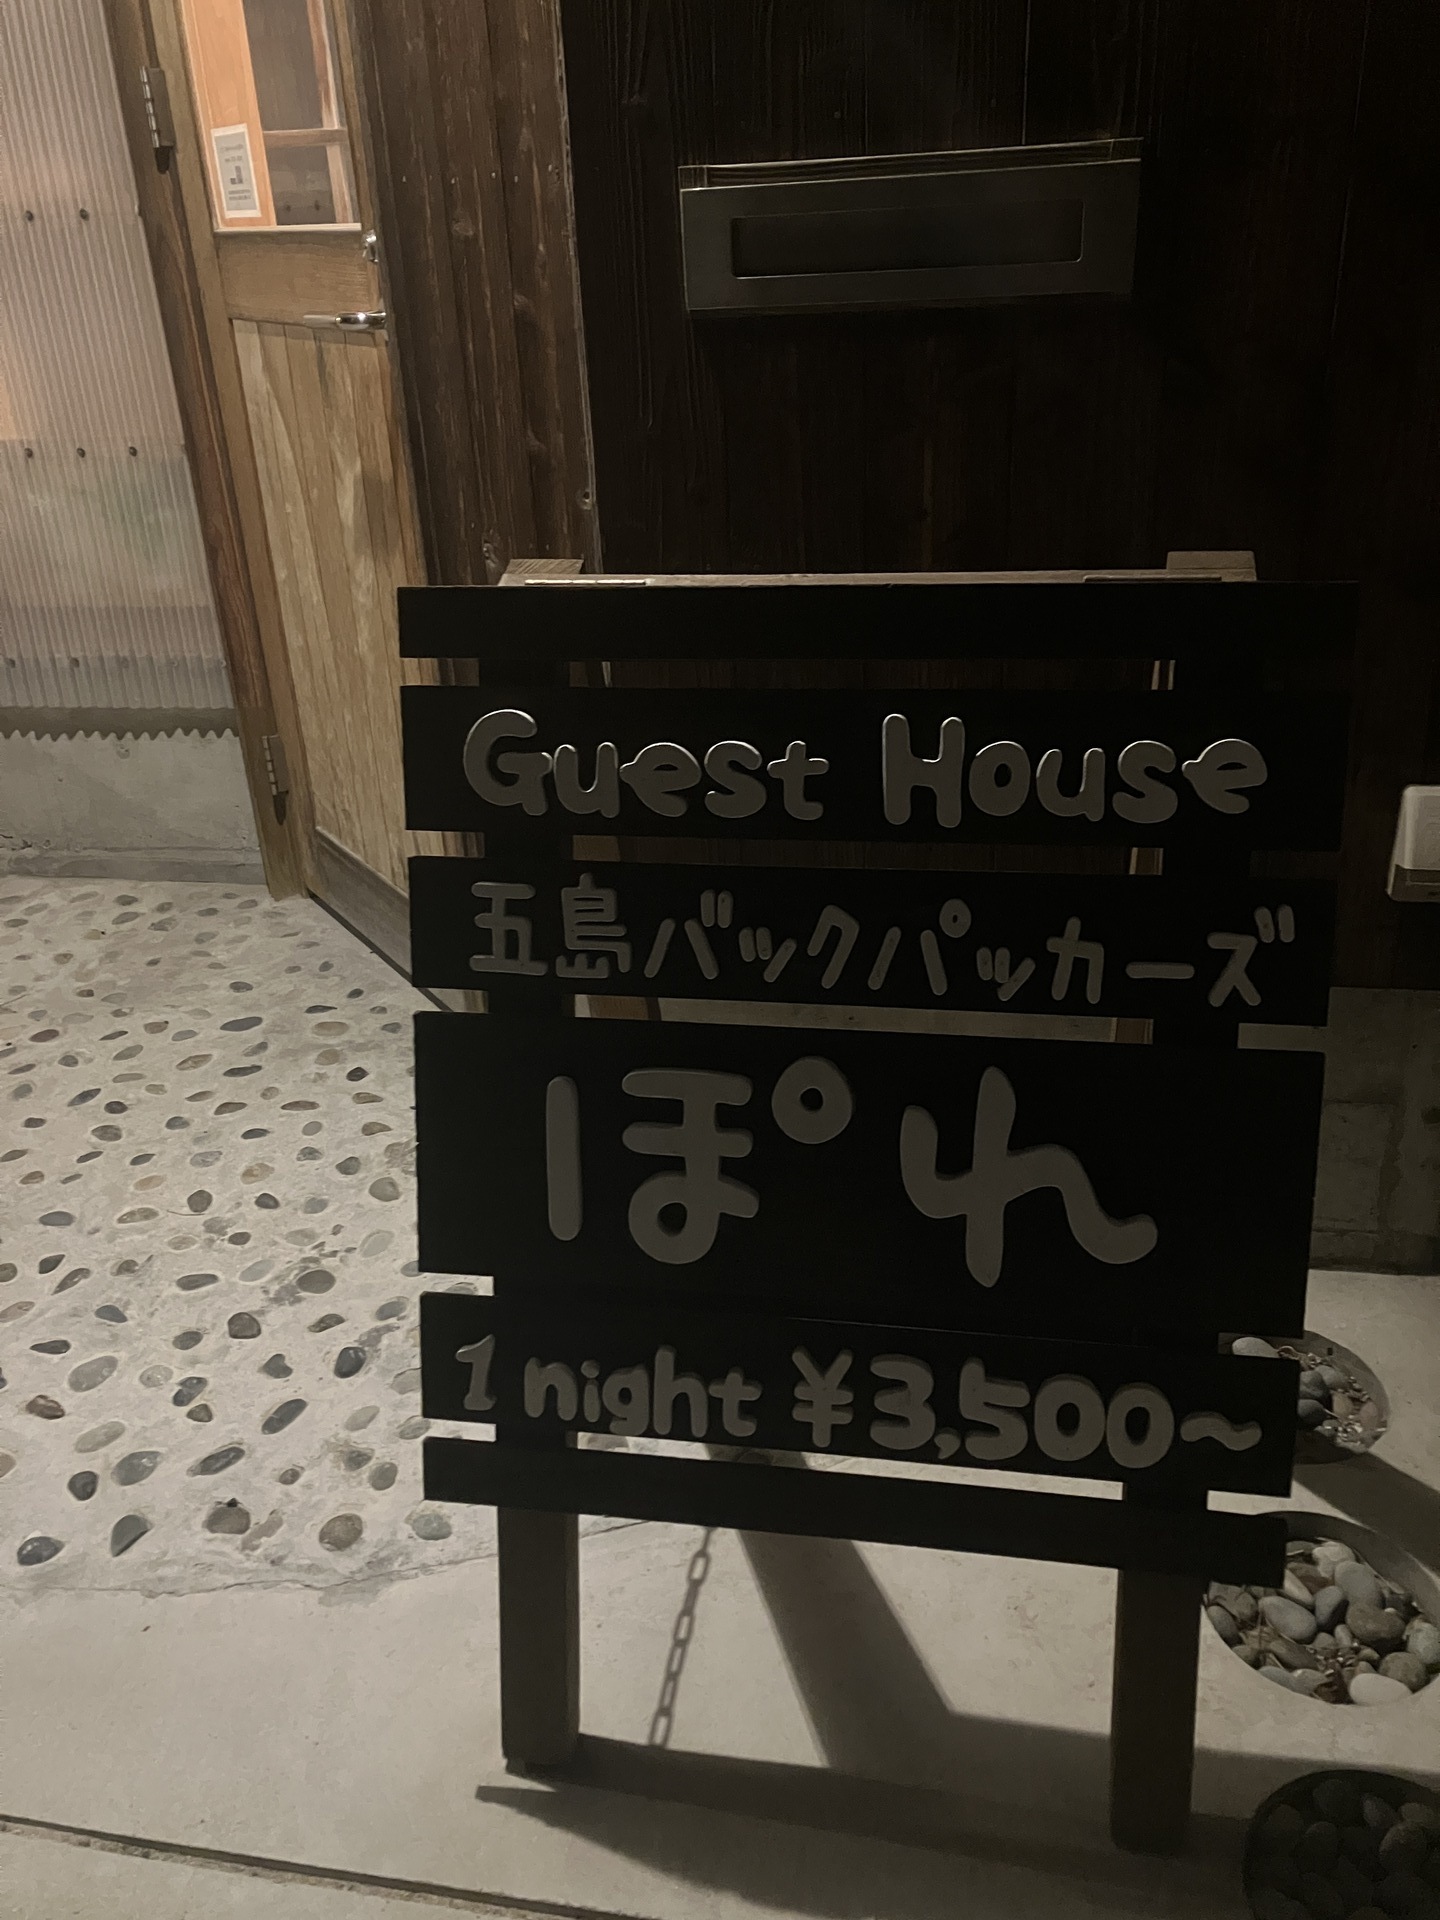 Guest House
五島バックパッカーズ
ぽれ
1 night ¥3,500~